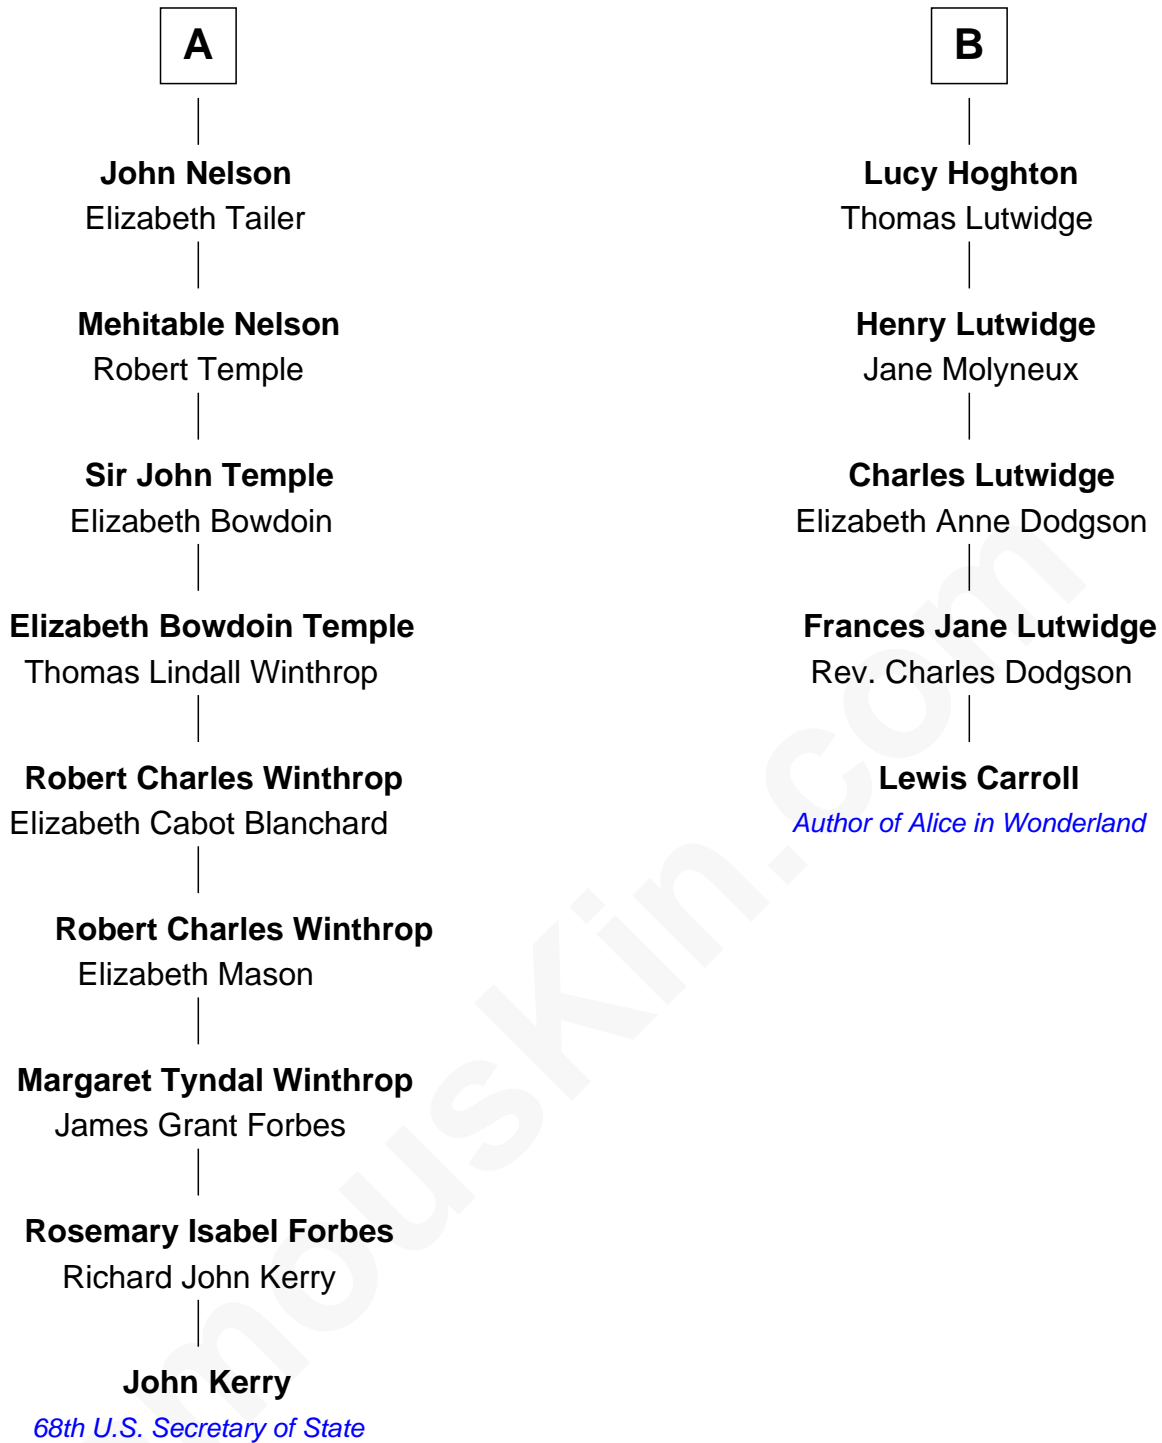 A
John Nelson
Elizabeth Tailer
Mehitable Nelson
Robert Temple
Sir John Temple
Elizabeth Bowdoin
Elizabeth Bowdoin Temple
Thomas Lindall Winthrop
Robert Charles Winthrop
Elizabeth Cabot Blanchard
Robert Charles Winthrop
Elizabeth Mason
Margaret Tyndal Winthrop
James Grant Forbes
Rosemary Isabel Forbes
Richard John Kerry
John Kerry
68th U.S. Secretary of State
B
Lucy Hoghton
Thomas Lutwidge
Henry Lutwidge
Jane Molyneux
Charles Lutwidge
Elizabeth Anne Dodgson
Frances Jane Lutwidge
Rev. Charles Dodgson
Lewis Carroll
Author of Alice in Wonderland
mousKin.com